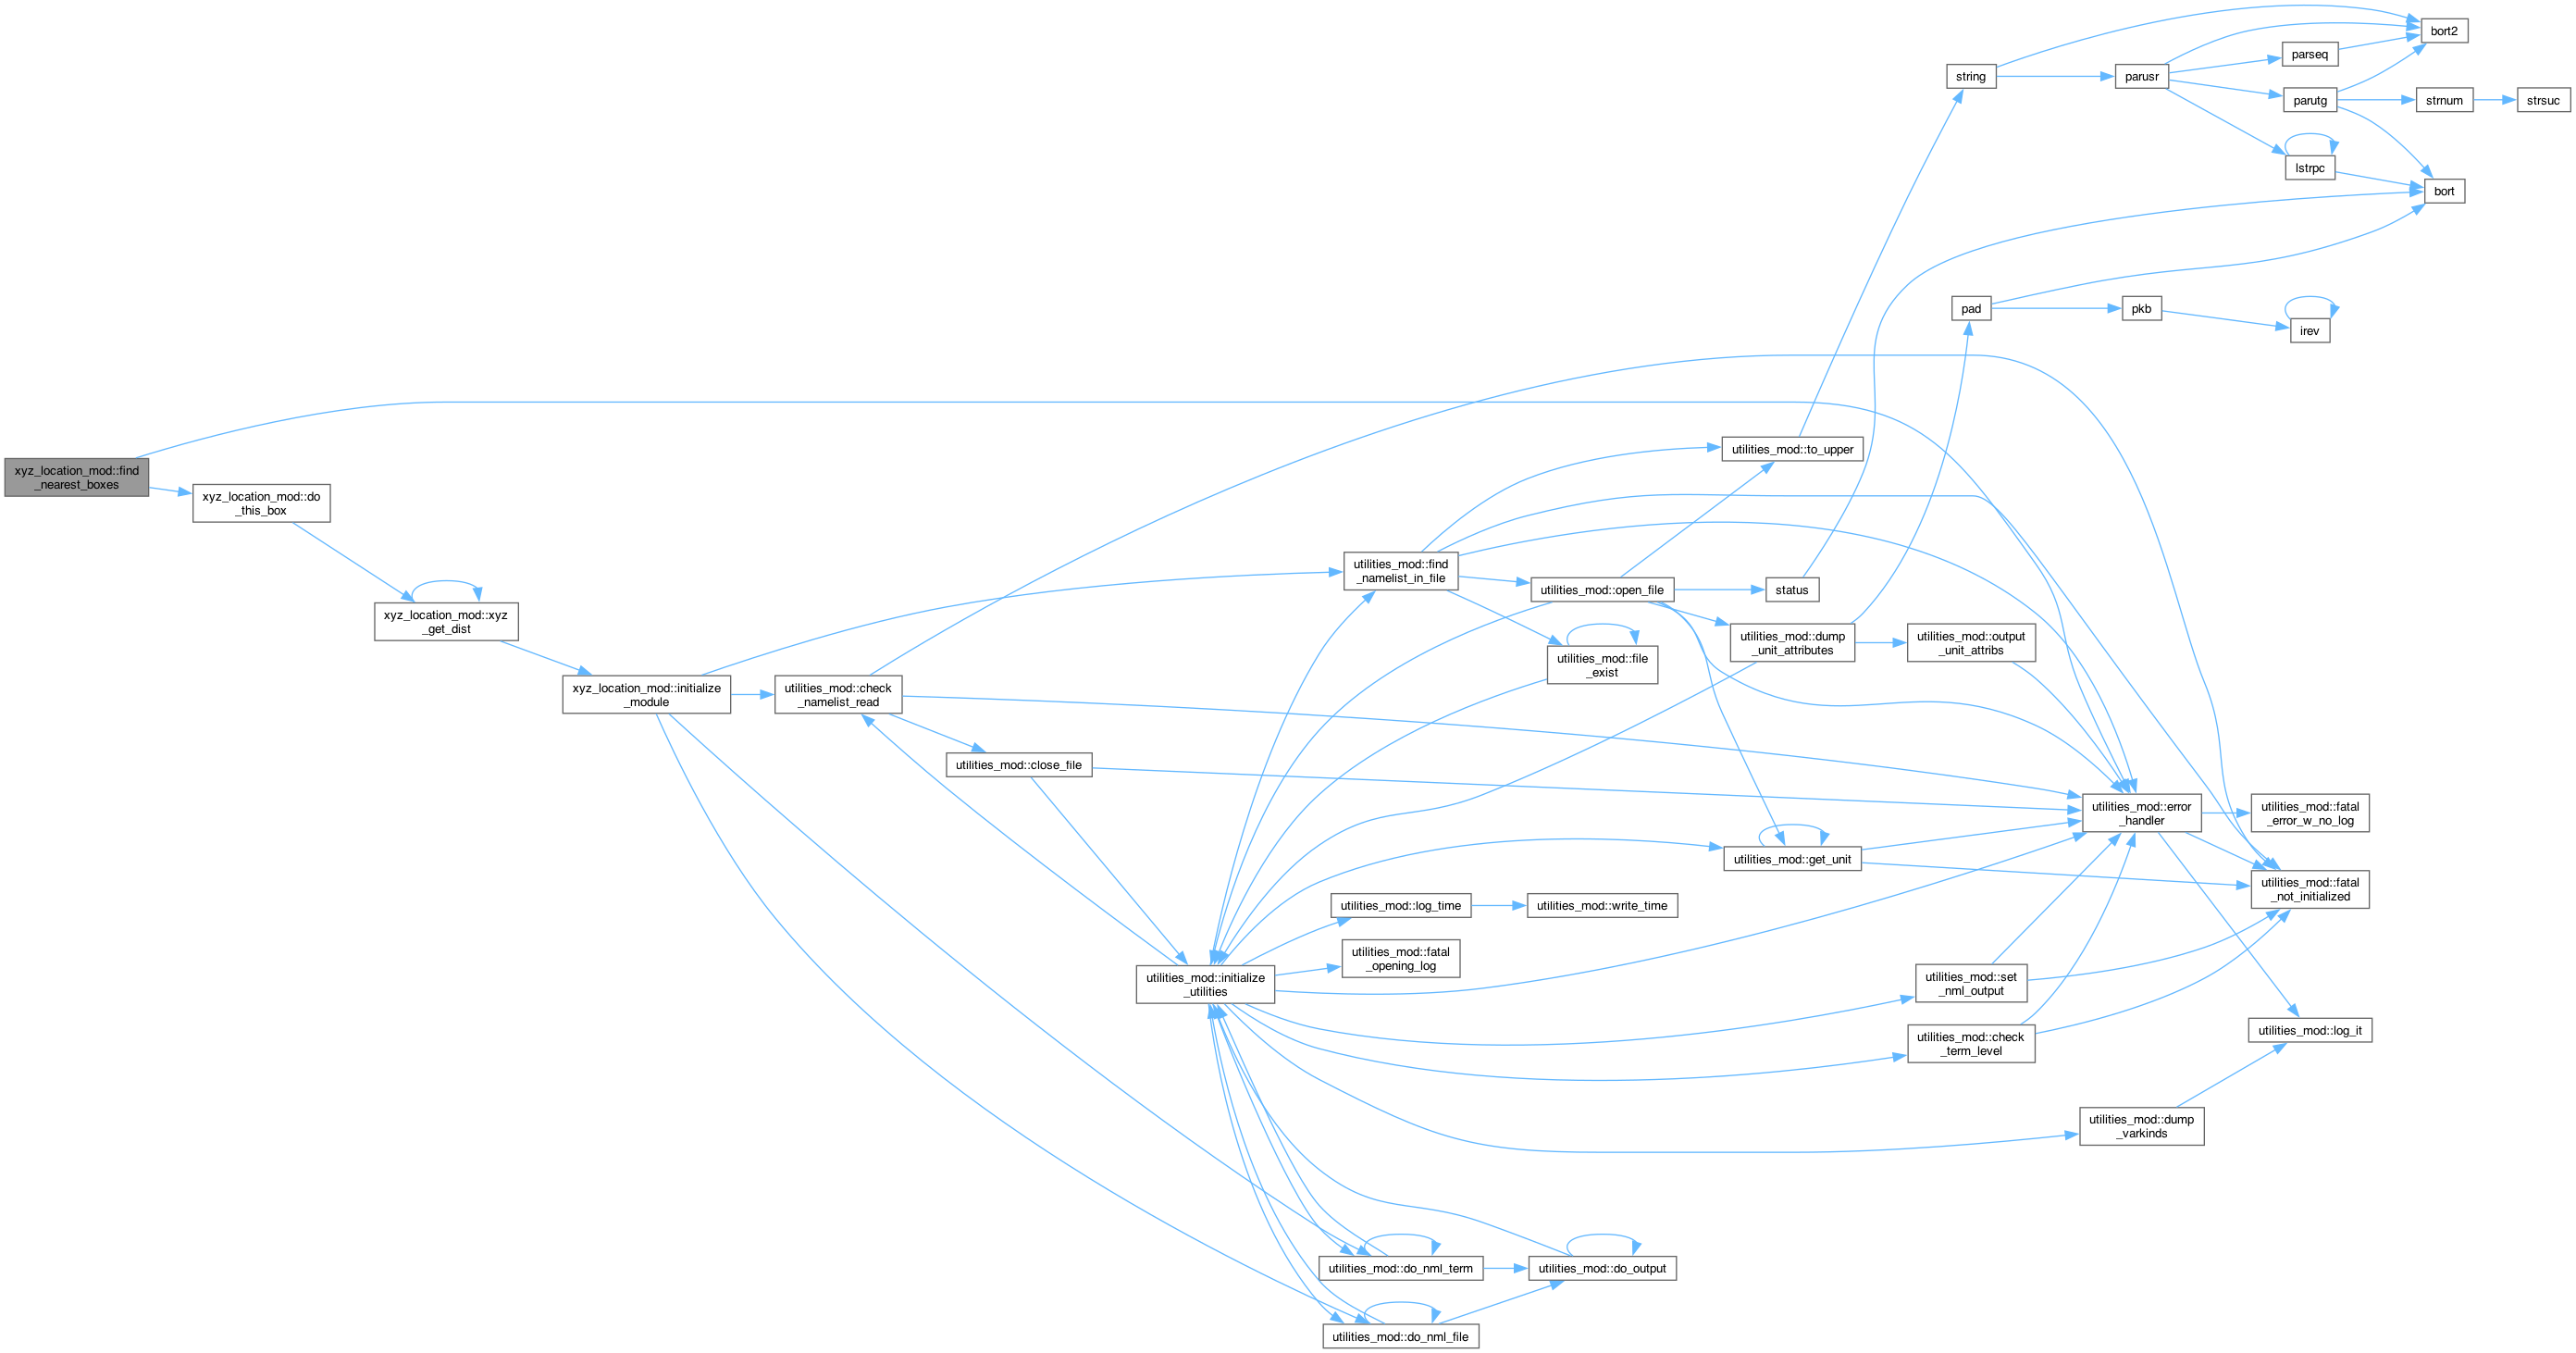 bort2
parseq
string
parusr
parutg
strnum
strsuc
lstrpc
bort
pad
pkb
irev
utilities_mod::to_upper
xyz_location_mod::find
_nearest_boxes
xyz_location_mod::do
_this_box
utilities_mod::find
_namelist_in_file
utilities_mod::open_file
status
xyz_location_mod::xyz
_get_dist
utilities_mod::dump
_unit_attributes
utilities_mod::output
_unit_attribs
utilities_mod::file
_exist
xyz_location_mod::initialize
_module
utilities_mod::check
_namelist_read
utilities_mod::close_file
utilities_mod::error
_handler
utilities_mod::fatal
_error_w_no_log
utilities_mod::get_unit
utilities_mod::fatal
_not_initialized
utilities_mod::log_time
utilities_mod::write_time
utilities_mod::fatal
_opening_log
utilities_mod::initialize
_utilities
utilities_mod::set
_nml_output
utilities_mod::log_it
utilities_mod::check
_term_level
utilities_mod::dump
_varkinds
utilities_mod::do_nml_term
utilities_mod::do_output
utilities_mod::do_nml_file